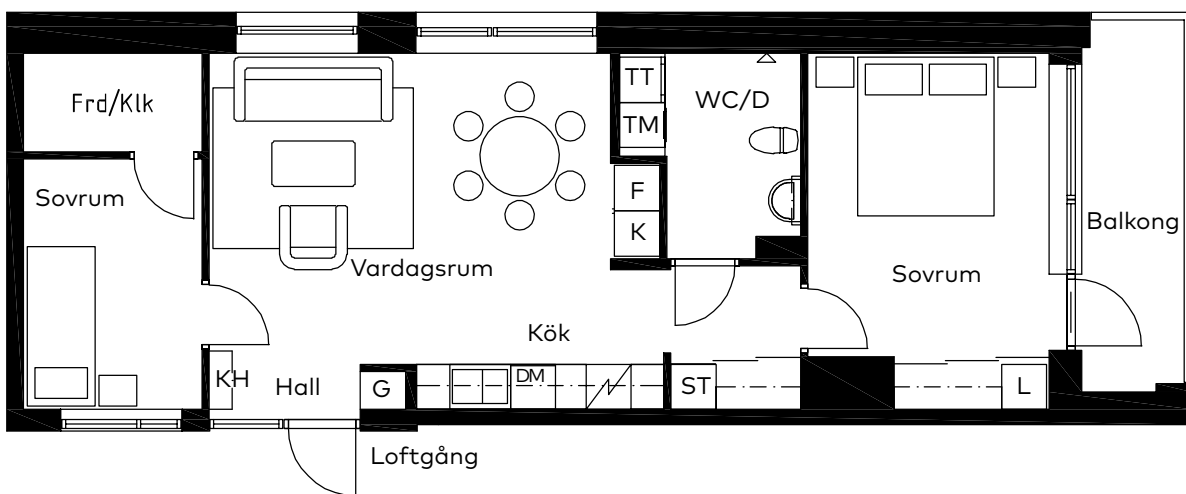 TT
WC/D
Frd/Klk
TM
F
Sovrum
K
Balkong
Vardagsrum
Sovrum
Kök
KH
Hall
G
DM
ST
L
Loftgång